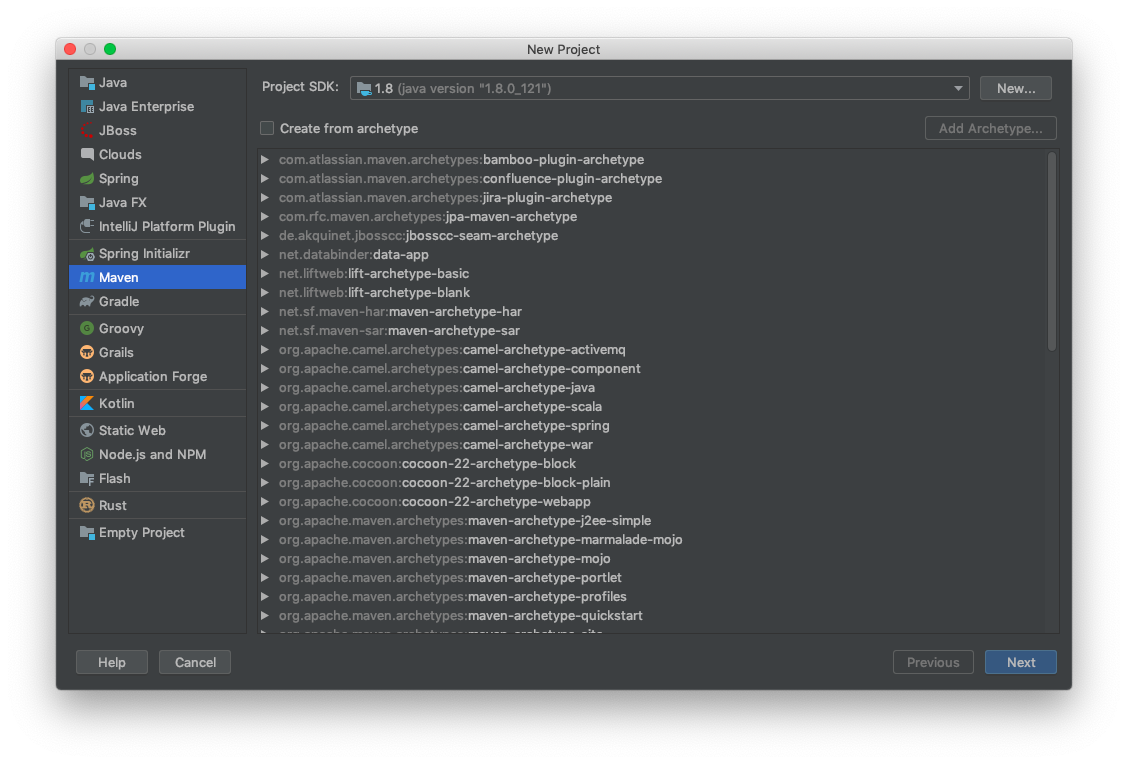 New Project
Java
Java Enterprise
JBoss
Clouds
Spring
Java FX
IntelliJ Platform Plugin
Spring Initializr
Maven
Gradle
Groovy
Grails
Application Forge
Kotlin
Static Web
Node.js and NPM
Flash
Rust
Empty Project
Project SDK: 1.8 (java version "1.8.0_121") New...
Create from archetype Add Archetype...
com.atlassian.maven.archetypes:bamboo-plugin-archetype
com.atlassian.maven.archetypes:confluence-plugin-archetype
com.atlassian.maven.archetypes:jira-plugin-archetype
com.rfc.maven.archetypes:jpa-maven-archetype
de.akquinet.jbosscc:jbosscc-seam-archetype
net.databinder:data-app
net.liftweb:lift-archetype-basic
net.liftweb:lift-archetype-blank
net.sf.maven-har:maven-archetype-har
net.sf.maven-sar:maven-archetype-sar
org.apache.camel.archetypes:camel-archetype-activemq
org.apache.camel.archetypes:camel-archetype-component
org.apache.camel.archetypes:camel-archetype-java
org.apache.camel.archetypes:camel-archetype-scala
org.apache.camel.archetypes:camel-archetype-spring
org.apache.camel.archetypes:camel-archetype-war
org.apache.cocoon:cocoon-22-archetype-block
org.apache.cocoon:cocoon-22-archetype-block-plain
org.apache.cocoon:cocoon-22-archetype-webapp
org.apache.maven.archetypes:maven-archetype-j2ee-simple
org.apache.maven.archetypes:maven-archetype-marmalade-mojo
org.apache.maven.archetypes:maven-archetype-mojo
org.apache.maven.archetypes:maven-archetype-portlet
org.apache.maven.archetypes:maven-archetype-profiles
org.apache.maven.archetypes:maven-archetype-quickstart
org.apache.maven.archetypes:maven-archetype-site
Help Cancel Previous Next